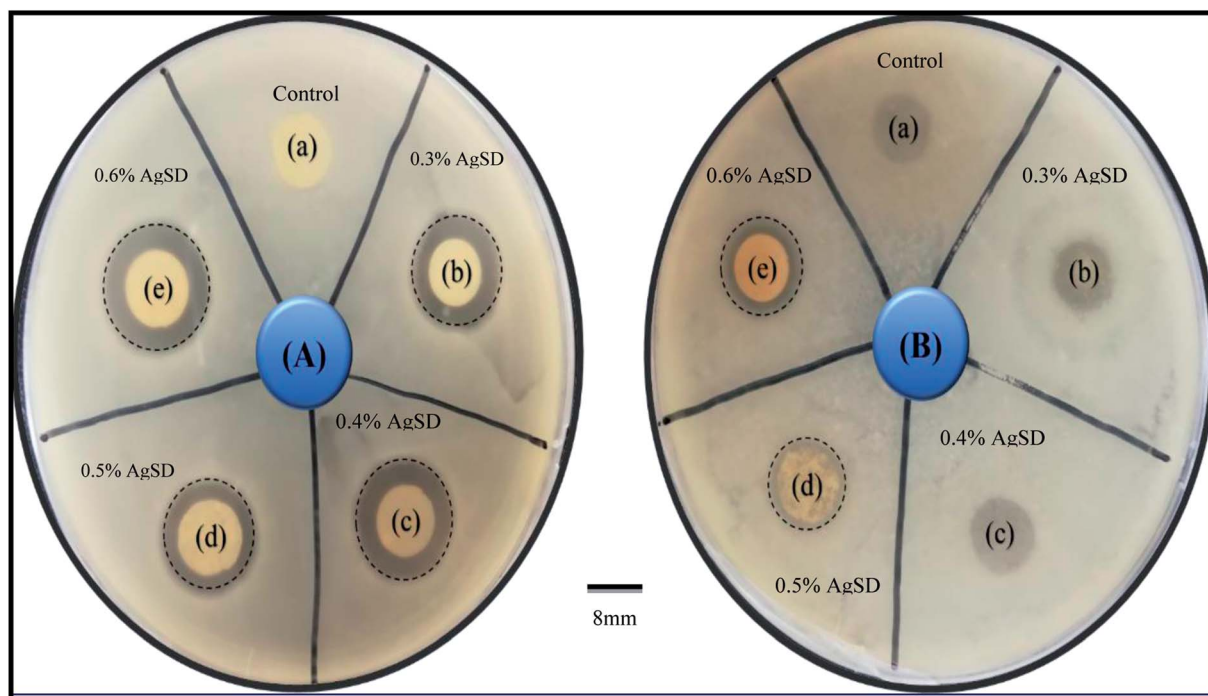 Control
(a)
0.6% AgSD
0.3% AgSD
(e)
(b)
(A)
0.4% AgSD
0.5% AgSD
(d)
(c)
8mm
Control
(a)
0.6% AgSD
0.3% AgSD
(e)
(b)
(B)
0.4% AgSD
(d)
(c)
0.5% AgSD